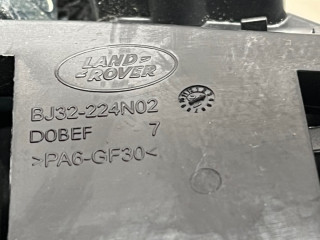 LAND-
-ROVER
BJ32-224N02
D0BEF 7
>PA6-GF30<